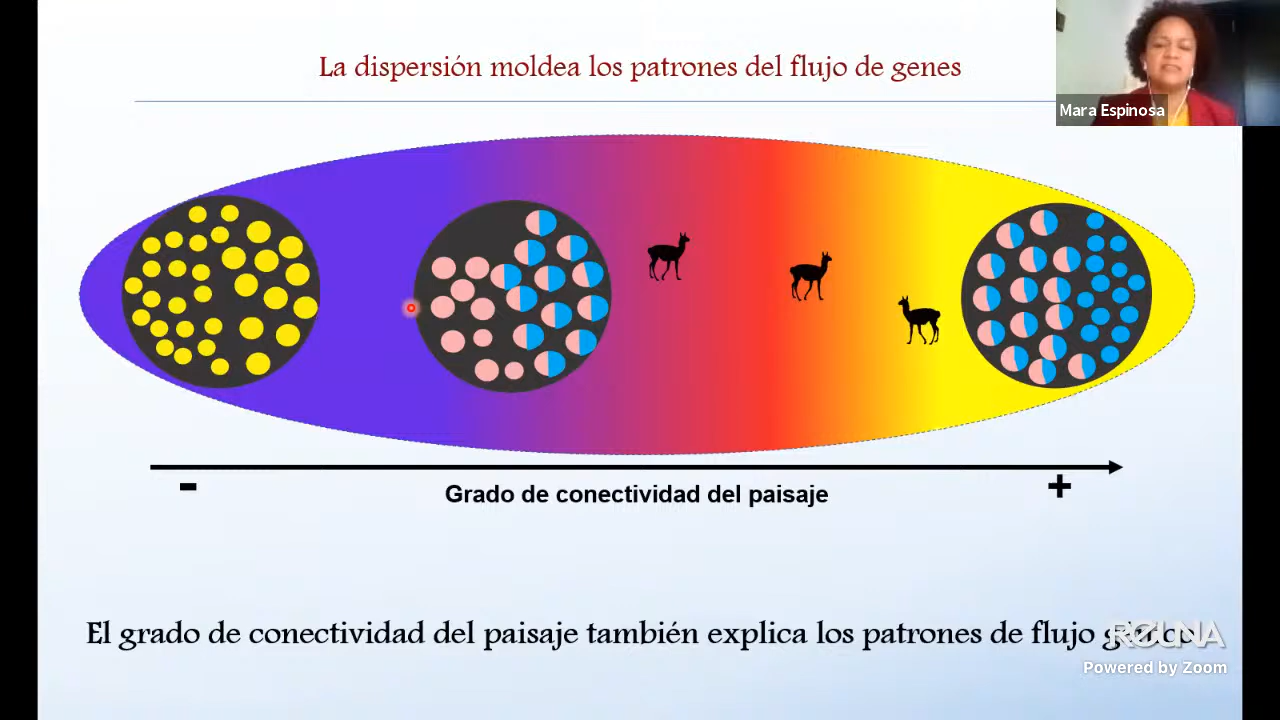 La dispersión moldea los patrones del flujo de genes
Mara Espinosa
-
+
Grado de conectividad del paisaje
El grado de conectividad del paisaje también explica los patrones de flujo
REUNA
Powered by Zoom